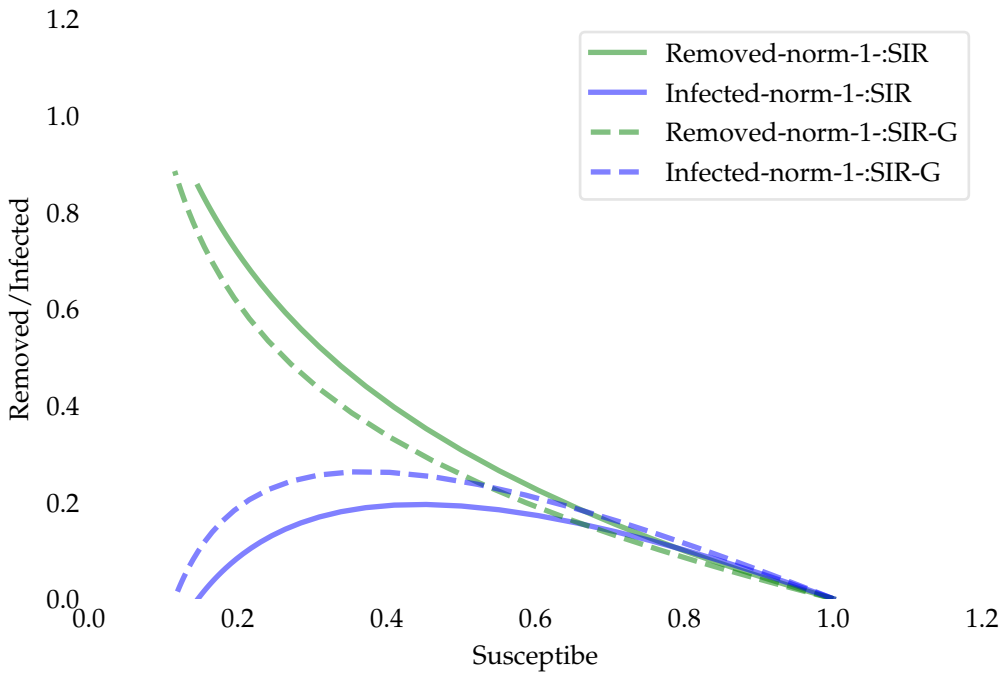 1.2
1.0
0.8
0.6
0.4
0.2
0.0
Removed/Infected
Removed-norm-1-:SIR
Infected-norm-1-:SIR
Removed-norm-1-:SIR-G
Infected-norm-1-:SIR-G
0.0 0.2 0.4 0.6 0.8 1.0 1.2
Susceptibe